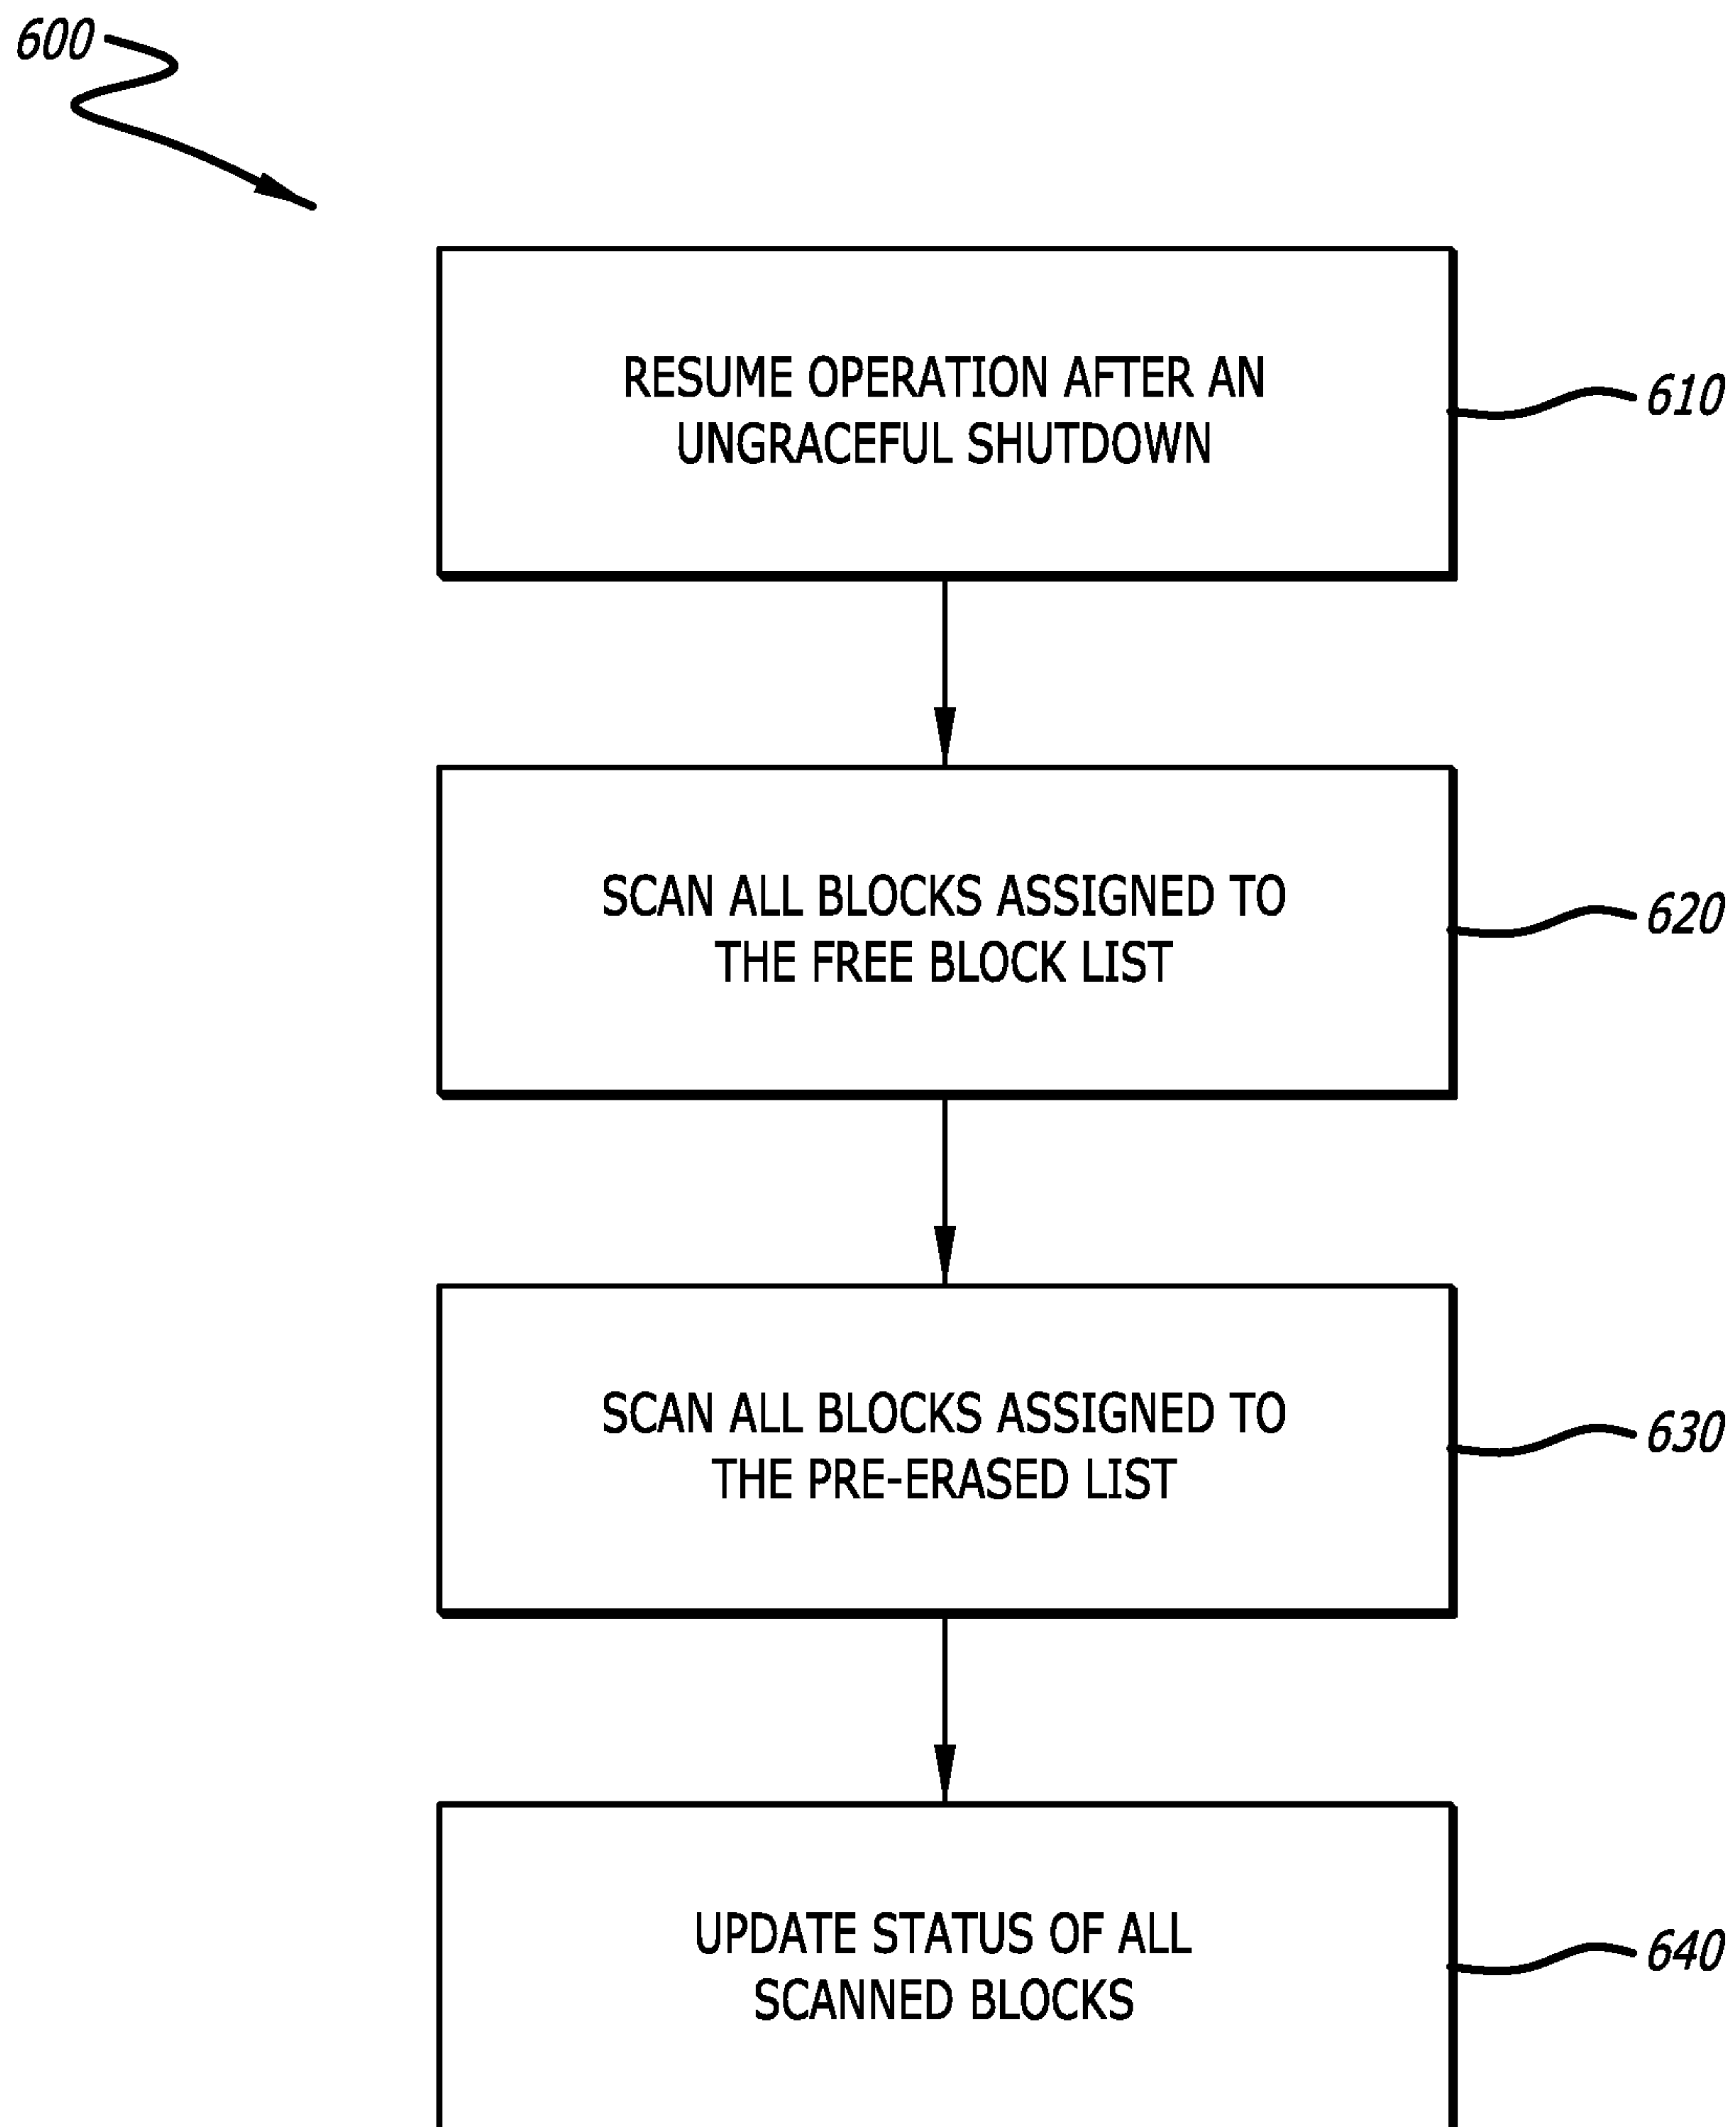 600
RESUME OPERATION AFTER AN
UNGRACEFUL SHUTDOWN
610
SCAN ALL BLOCKS ASSIGNED TO
THE FREE BLOCK LIST
620
SCAN ALL BLOCKS ASSIGNED TO
THE PRE-ERASED LIST
630
UPDATE STATUS OF ALL
SCANNED BLOCKS
640